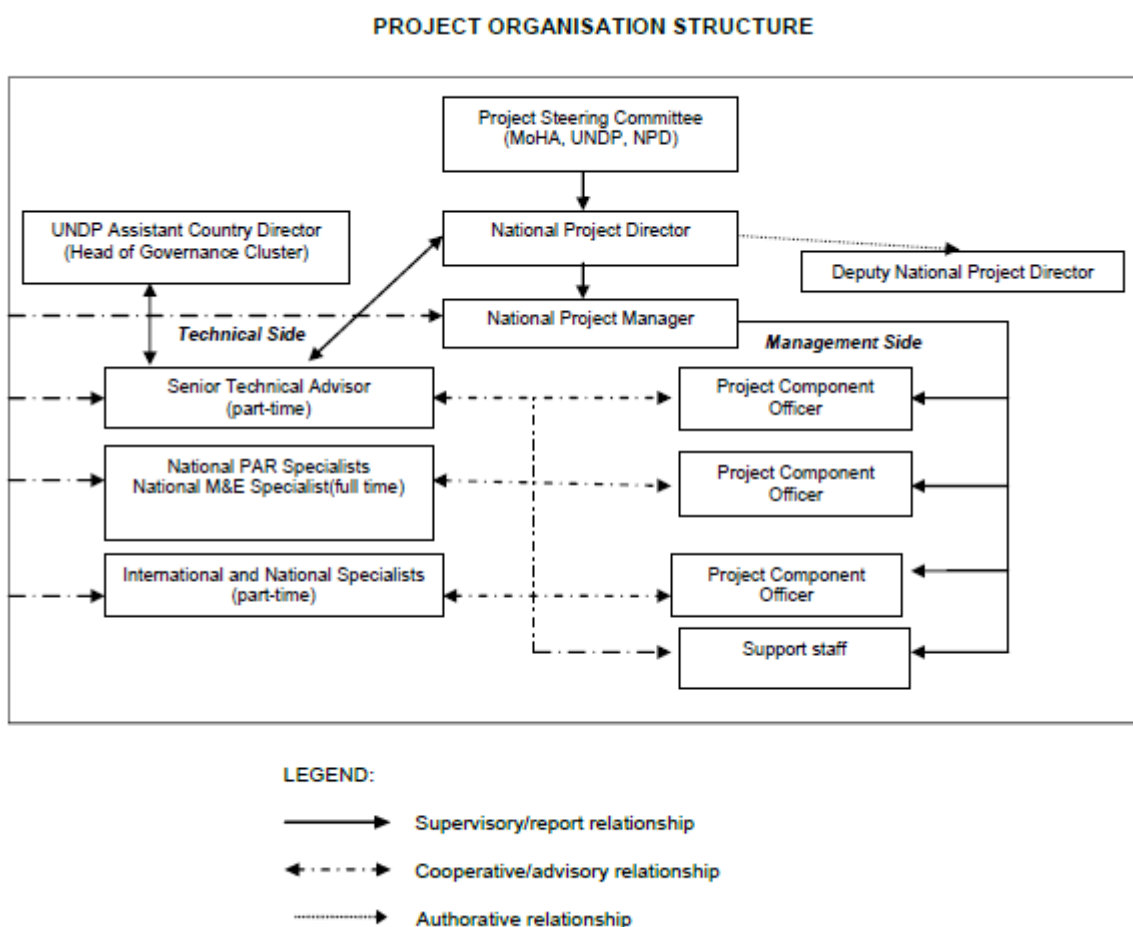 PROJECT ORGANISATION STRUCTURE
Project Steering Committee
(MoHA, UNDP, NPD)
UNDP Assistant Country Director
(Head of Governance Cluster)
National Project Director
Deputy National Project Director
National Project Manager
Technical Side
Management Side
Senior Technical Advisor
(part-time)
Project Component
Officer
National PAR Specialists
National M&E Specialist(full time)
Project Component
Officer
International and National Specialists
(part-time)
Project Component
Officer
Support staff
LEGEND:
Supervisory/report relationship
Cooperative/advisory relationship
Authorative relationship